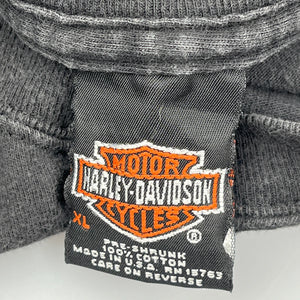 MOTOR
HARLEY-DAVIDSON
CYCLES
®
XL
PRE-SHRUNK
100% COTTON
MADE IN U.S.A. RN 15763
CARE ON REVERSE